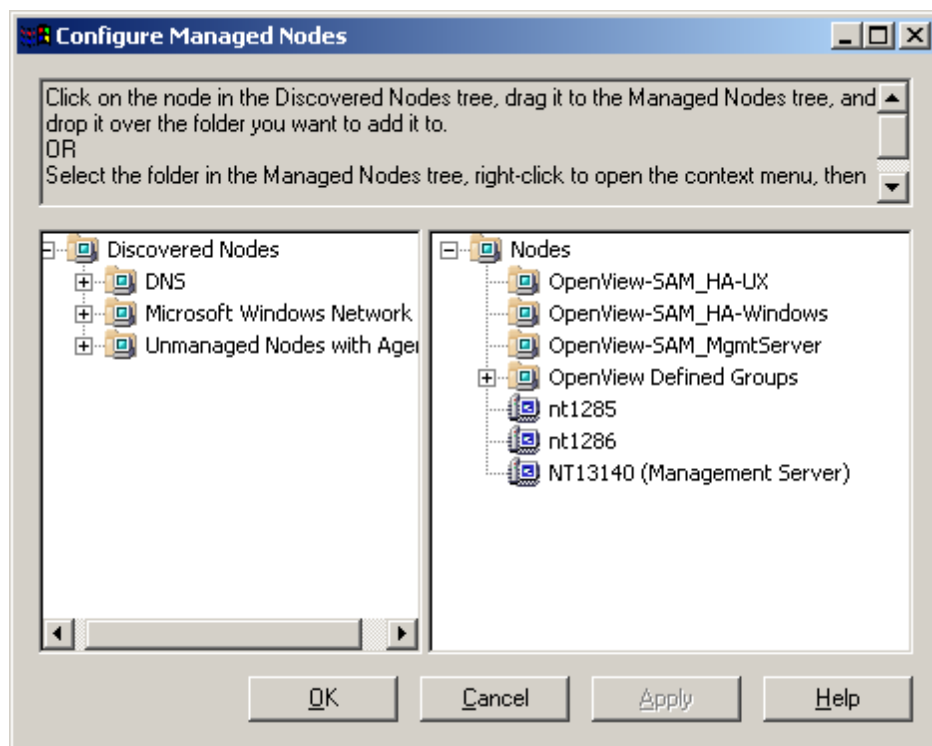 Configure Managed Nodes
Click on the node in the Discovered Nodes tree, drag it to the Managed Nodes tree, and
drop it over the folder you want to add it to.
OR
Select the folder in the Managed Nodes tree, right-click to open the context menu, then
Discovered Nodes
DNS
Microsoft Windows Network
Unmanaged Nodes with
Nodes
OpenView-SAM_HA-UX
OpenView-SAM_HA-Windows
OpenView-SAM_MgmtServer
OpenView Defined Groups
nt1285
nt1286
NT13140 (Management Server)
OK
Cancel
Apply
Help